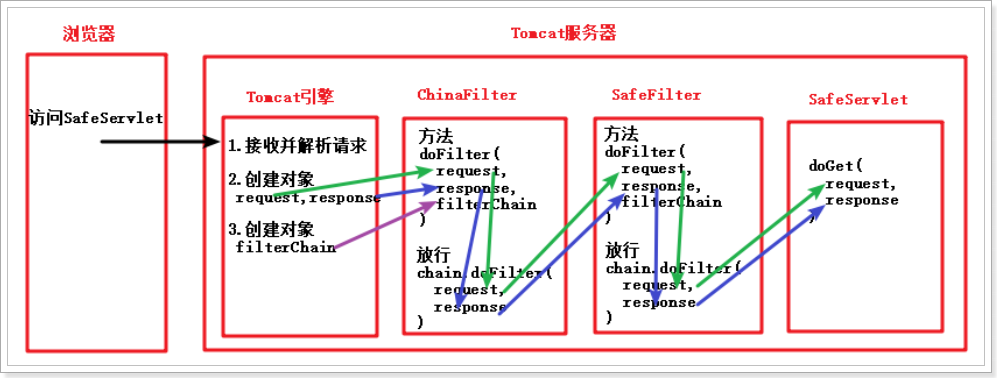 浏览器
Tomcat服务器
访问SafeServlet
Tomcat引擎
1.接收并解析请求
2.创建对象
request,response
3.创建对象
filterChain
ChinaFilter
方法
doFilter(
request,
response,
filterChain
)
放行
chain.doFilter(
request,
response
)
SafeFilter
方法
doFilter(
request,
response,
filterChain
)
放行
chain.doFilter(
request,
response
)
SafeServlet
doGet(
request,
response
)